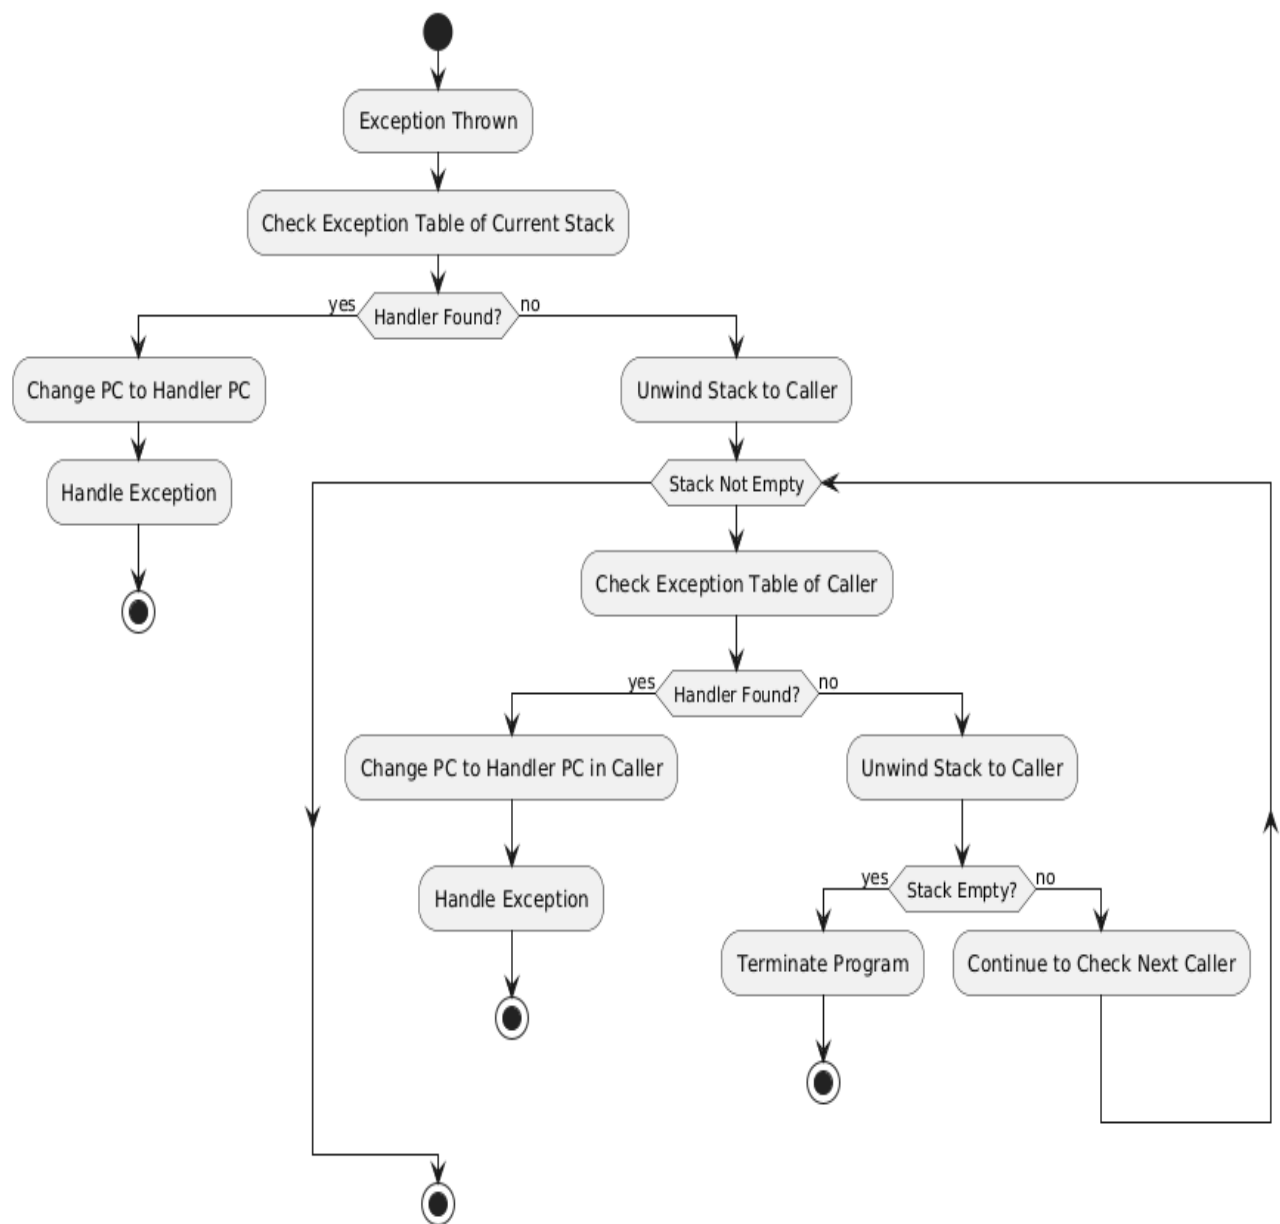 Exception Thrown
Check Exception Table of Current Stack
yes
Handler Found?
no
Change PC to Handler PC
Unwind Stack to Caller
Handle Exception
Stack Not Empty
Check Exception Table of Caller
yes
Handler Found?
no
Change PC to Handler PC in Caller
Unwind Stack to Caller
Handle Exception
yes
Stack Empty?
no
Terminate Program
Continue to Check Next Caller